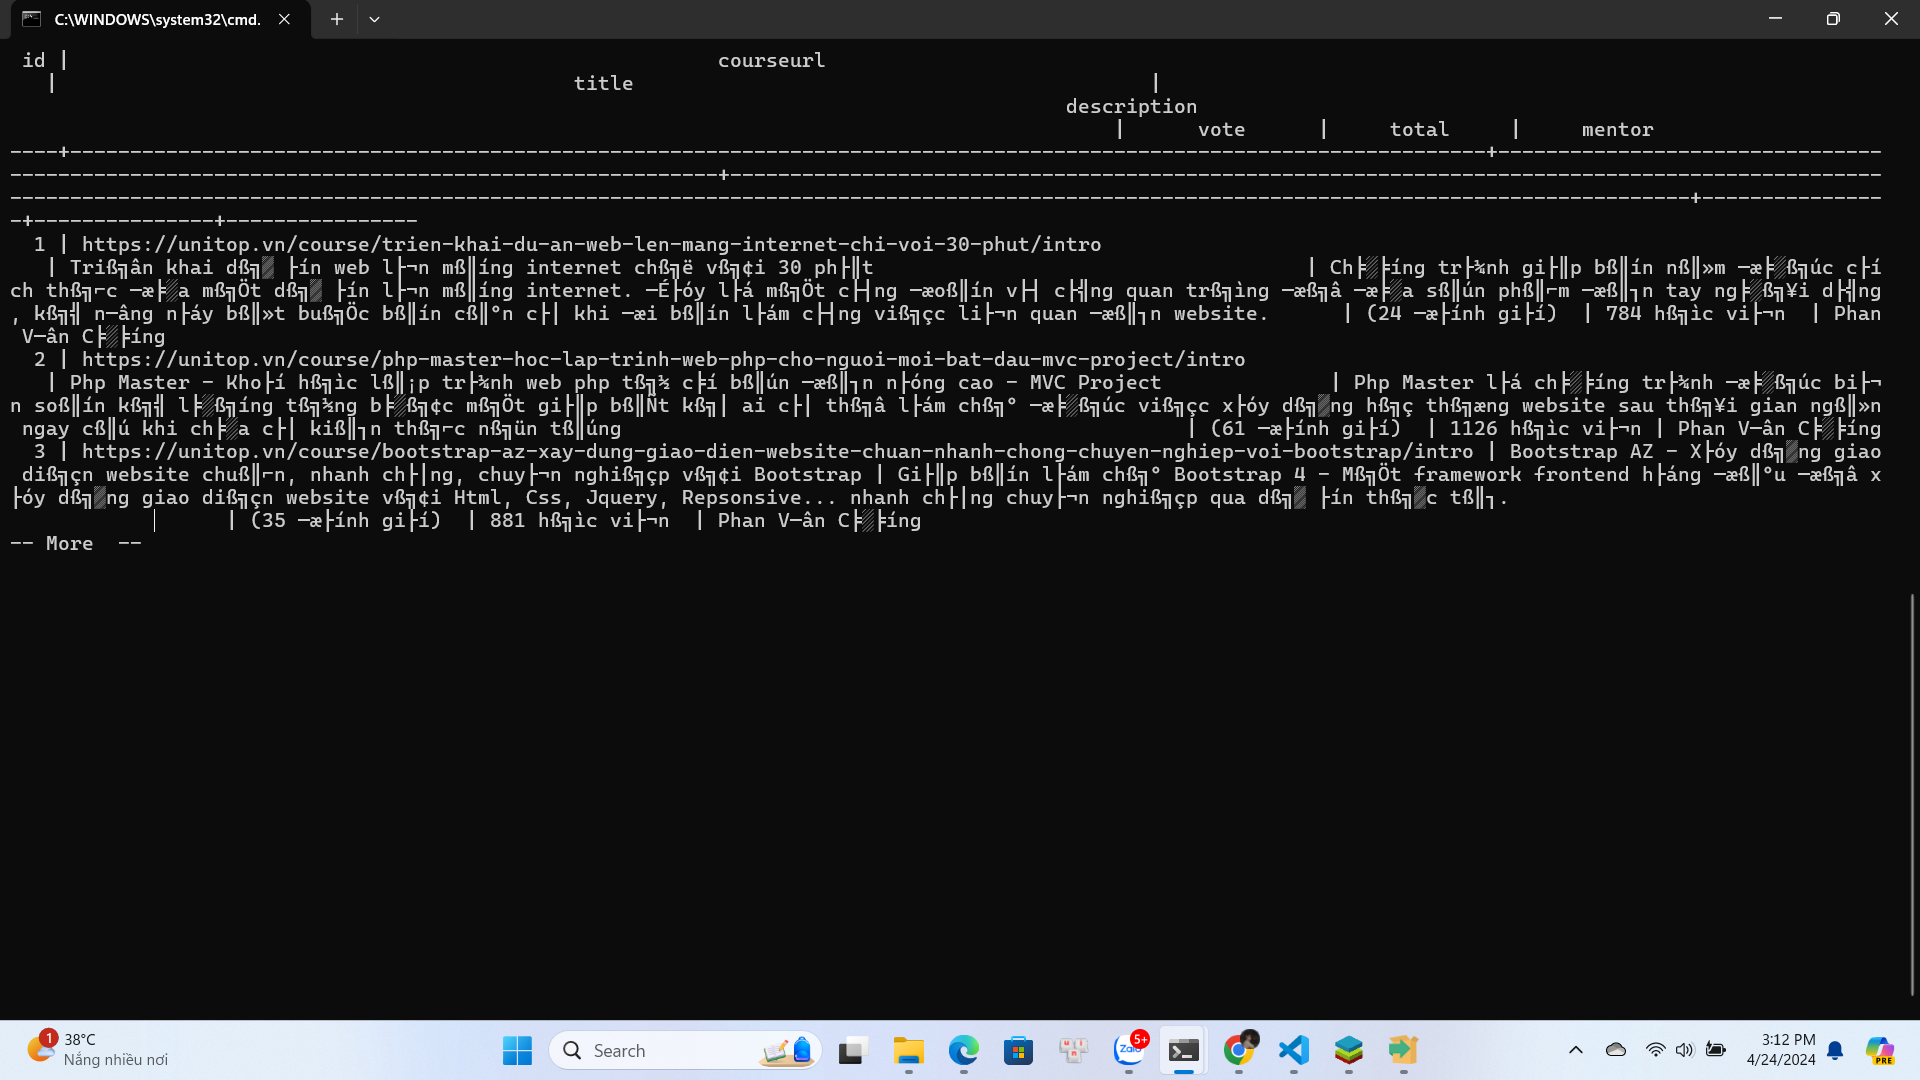 C:\WINDOWS\system32\cmd.
id | courseurl
| title |
description
| vote | total | mentor
----+----------------------------------------------------------------------------------------------------------------------+--------------------------------
-----------------------------------------------------------+------------------------------------------------------------------------------------------------
--------------------------------------------------------------------------------------------------------------------------------------------+---------------
-+---------------+----------------
1 | https://unitop.vn/course/trien-khai-du-an-web-len-mang-internet-chi-voi-30-phut/intro
| Triß╗ân khai dß╗▒ ├ín web l├¬n mß║íng internet chß╗ë vß╗¢i 30 ph├║t | Ch╞▒╞íng tr├¼nh gi├║p bß║ín nß║»m ─æ╞▒ß╗úc c├í
ch thß╗⌐c ─æ╞▒a mß╗Öt dß╗▒ ├ín l├¬n mß║íng internet. ─É├óy l├á mß╗Öt c├┤ng ─æoß║ín v├┤ c├╣ng quan trß╗ìng ─æß╗â ─æ╞▒a sß║ún phß║⌐m ─æß║┐n tay ng╞▒ß╗¥i d├╣ng
, kß╗╣ n─âng n├áy bß║»t buß╗Öc bß║ín cß║ºn c├│ khi ─æi bß║ín l├ám c├┤ng viß╗çc li├¬n quan ─æß║┐n website. | (24 ─æ├ính gi├í) | 784 hß╗ìc vi├¬n | Phan
V─ân C╞▒╞íng
2 | https://unitop.vn/course/php-master-hoc-lap-trinh-web-php-cho-nguoi-moi-bat-dau-mvc-project/intro
| Php Master - Kho├í hß╗ìc lß║¡p tr├¼nh web php tß╗½ c╞í bß║ún ─æß║┐n n├óng cao - MVC Project | Php Master l├á ch╞▒╞íng tr├¼nh ─æ╞▒ß╗úc bi├¬
n soß║ín kß╗╣ l╞▒ß╗íng tß╗½ng b╞▒ß╗¢c mß╗Öt gi├║p bß║Ñt kß╗│ ai c├│ thß╗â l├ám chß╗º ─æ╞▒ß╗úc viß╗çc x├óy dß╗▒ng hß╗ç thß╗æng website sau thß╗¥i gian ngß║»n
ngay cß║ú khi ch╞▒a c├│ kiß║┐n thß╗⌐c nß╗ün tß║úng | (61 ─æ├ính gi├í) | 1126 hß╗ìc vi├¬n | Phan V─ân C╞▒╞íng
3 | https://unitop.vn/course/bootstrap-az-xay-dung-giao-dien-website-chuan-nhanh-chong-chuyen-nghiep-voi-bootstrap/intro | Bootstrap AZ - X├óy dß╗▒ng giao
diß╗çn website chuß║⌐n, nhanh ch├│ng, chuy├¬n nghiß╗çp vß╗¢i Bootstrap | Gi├║p bß║ín l├ám chß╗º Bootstrap 4 - Mß╗Öt framework frontend h├áng ─æß║ºu ─æß╗â x
├óy dß╗▒ng giao diß╗çn website vß╗¢i Html, Css, Jquery, Repsonsive... nhanh ch├│ng chuy├¬n nghiß╗çp qua dß╗▒ ├ín thß╗▒c tß║┐.
| (35 ─æ├ính gi├í) | 881 hß╗ìc vi├¬n | Phan V─ân C╞▒╞íng
-- More --
1
38°C
Nắng nhiều nơi
Search
Zalo
5+
3:12 PM
4/24/2024
PRE